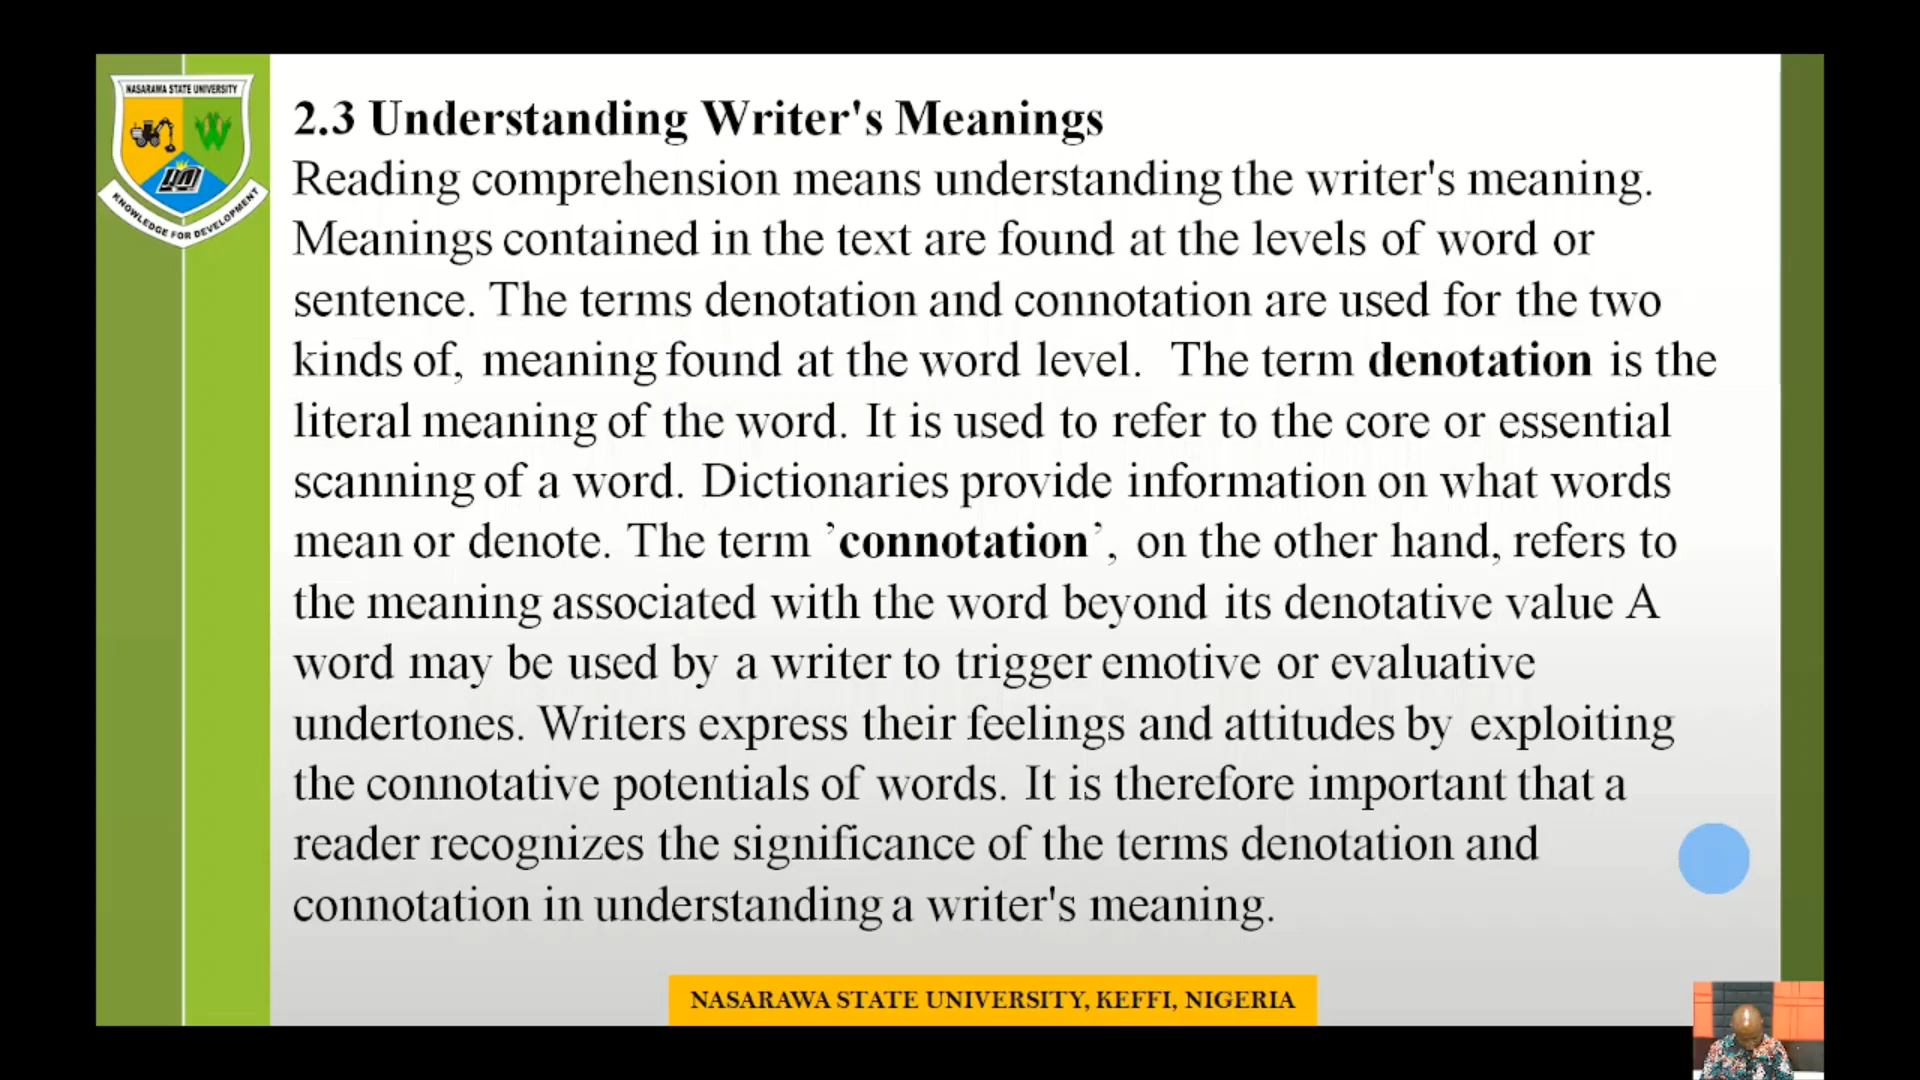 NASARAWA STATE UNIVERSITY
KNOWLEDGE FOR DEVELOPMENT
2.3 Understanding Writer's Meanings
Reading comprehension means understanding the writer's meaning.
Meanings contained in the text are found at the levels of word or
sentence. The terms denotation and connotation are used for the two
kinds of, meaning found at the word level. The term denotation is the
literal meaning of the word. It is used to refer to the core or essential
scanning of a word. Dictionaries provide information on what words
mean or denote. The term ’connotation’, on the other hand, refers to
the meaning associated with the word beyond its denotative value A
word may be used by a writer to trigger emotive or evaluative
undertones. Writers express their feelings and attitudes by exploiting
the connotative potentials of words. It is therefore important that a
reader recognizes the significance of the terms denotation and
connotation in understanding a writer's meaning.
NASARAWA STATE UNIVERSITY, KEFFI, NIGERIA